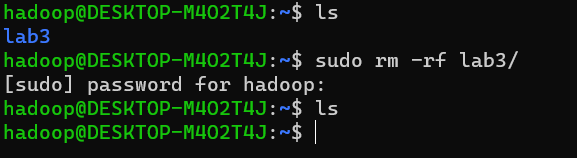 hadoop@DESKTOP-M4O2T4J:~$ ls
lab3
hadoop@DESKTOP-M4O2T4J:~$ sudo rm -rf lab3/
[sudo] password for hadoop:
hadoop@DESKTOP-M4O2T4J:~$ ls
hadoop@DESKTOP-M4O2T4J:~$